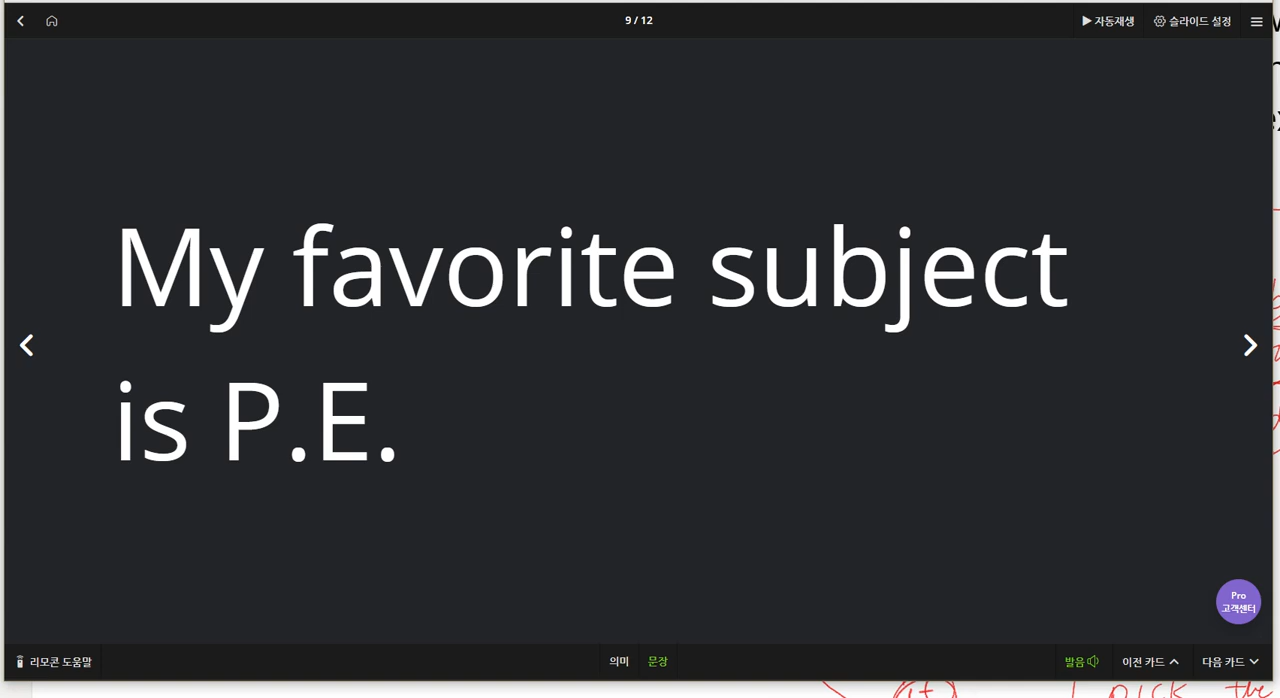 9 / 12
▶ 자동재생
슬라이드 설정
My favorite subject
is P.E.
Pro
고객센터
리모콘 도움말
의미
문장
발음
이전 카드
다음 카드
I pick the